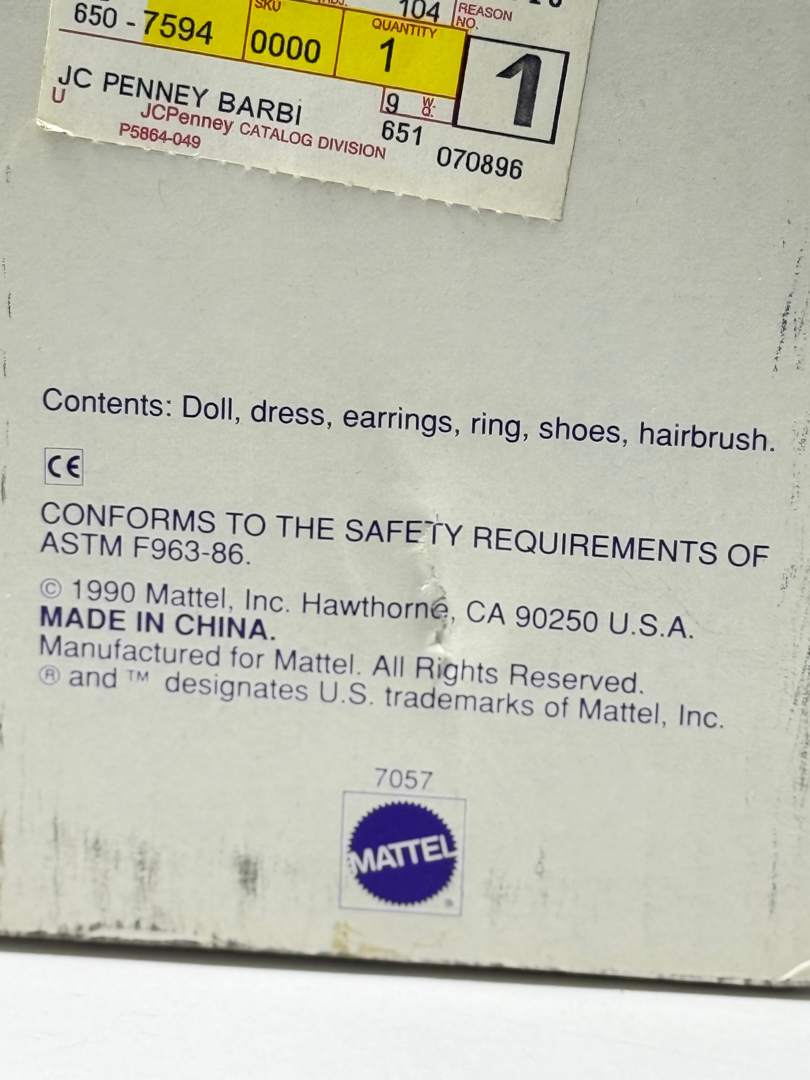 104 REASON NO.
650 - 7594 SKU 0000 QUANTITY 1
1
JC PENNEY BARBI 9 W. Q.
U JCPenney CATALOG DIVISION 651
P5864-049 070896
Contents: Doll, dress, earrings, ring, shoes, hairbrush.
CE
CONFORMS TO THE SAFETY REQUIREMENTS OF
ASTM F963-86.
© 1990 Mattel, Inc. Hawthorne, CA 90250 U.S.A.
MADE IN CHINA.
Manufactured for Mattel. All Rights Reserved.
® and ™ designates U.S. trademarks of Mattel, Inc.
7057
MATTEL
®